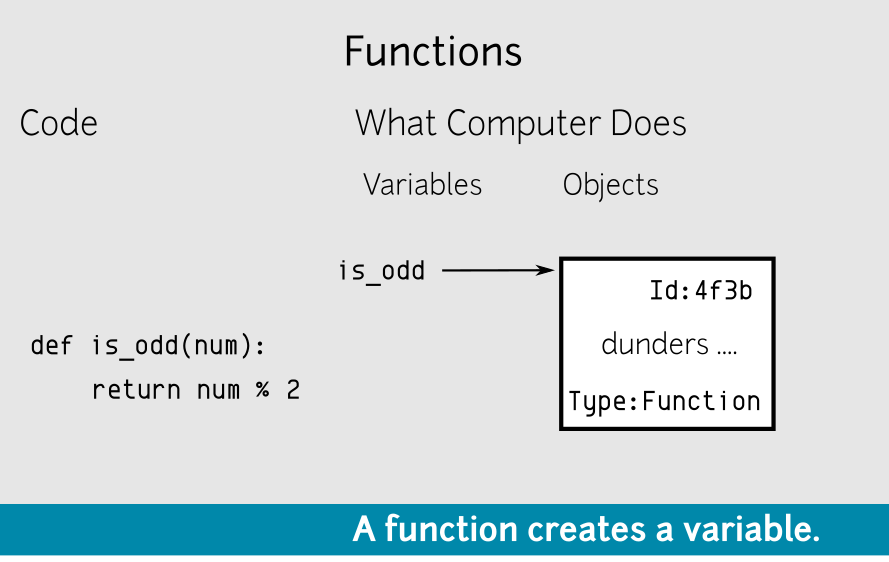 Functions
Code
What Computer Does
Variables
Objects
is_odd
Id:4f3b
dunders ....
Type:Function
def is_odd(num):
    return num % 2
A function creates a variable.